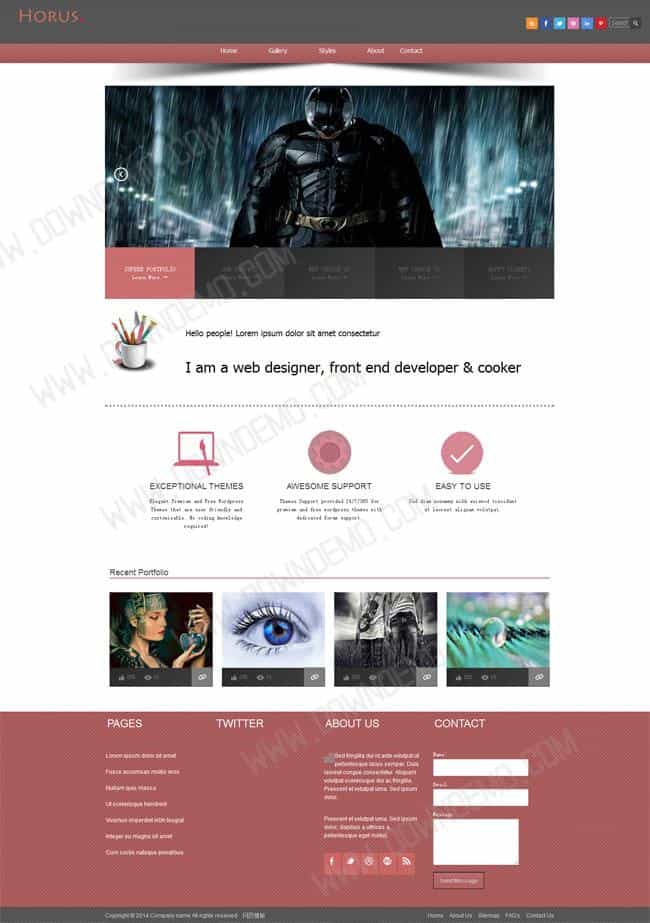 HORUS
Search
Home Gallery Styles About Contact
SUPERB PORTFOLIO
Learn More
Hello people! Lorem ipsum dolor sit amet consectetur
I am a web designer, front end developer & cooker
EXCEPTIONAL THEMES
Elegant Premium and Free Wordpress
Themes that are user friendly and
customizable. No coding knowledge
required!
AWESOME SUPPORT
Themes Support provided 24/7/365 for
premium and free wordpress themes with
dedicated forum support.
EASY TO USE
Sed diam nonummy nibh euismod tincidunt
ut laoreet aliquam volutpat.
Recent Portfolio
PAGES
Lorem ipsum dolor sit amet
Fusce accumsan mollis eros
Nullam quis massa
Ut scelerisque hendrerit
Vivamus imperdiet nibh feugiat
Integer eu magna sit amet
Cum sociis natoque penatibus
TWITTER
ABOUT US
Sed fringilla dui id ante volutpat ut
pellentesque lacus semper. Duis
laoreet congue consectetur. Aliquam
volutpat scelerisque dui ac fringilla.
Praesent et volutpat urna. Sed ipsum
dolor,
Praesent et volutpat urna. Sed ipsum
dolor, dapibus a ultrices a,
pellentesque eget metus.
CONTACT
Name:
Email:
Message:
Send Message
Copyright © 2014.Company name All rights reserved. 网页模板
Home About Us Sitemap FAQ's Contact Us
WWW.DOWNDEMO.COM